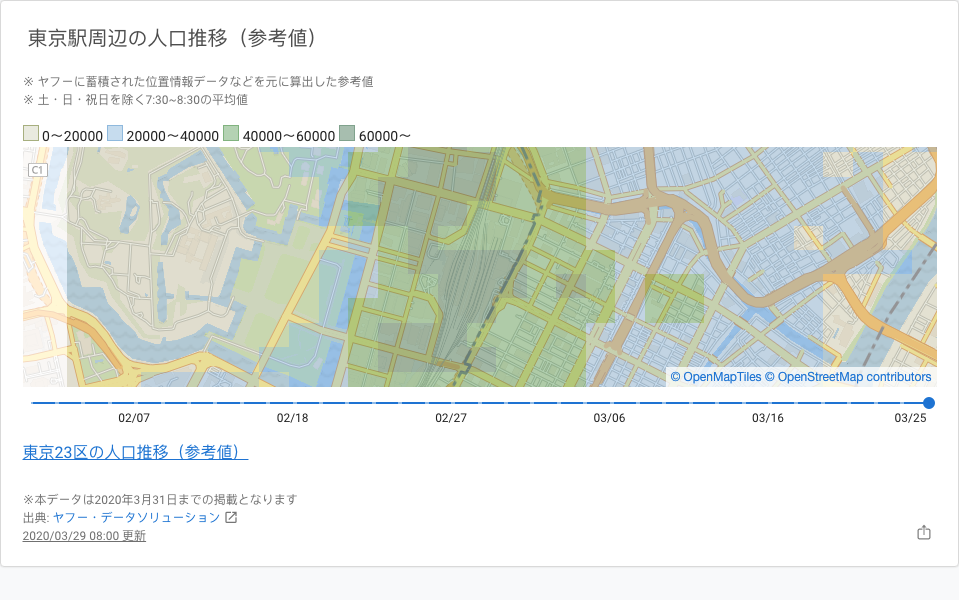 東京駅周辺の人口推移（参考値）
※ ヤフーに蓄積された位置情報データなどを元に算出した参考値
※ 土・日・祝日を除く7:30~8:30の平均値
0〜20000 20000〜40000 40000〜60000 60000〜
C1
© OpenMapTiles © OpenStreetMap contributors
02/07 02/18 02/27 03/06 03/16 03/25
東京23区の人口推移（参考値）
※本データは2020年3月31日までの掲載となります
出典: ヤフー・データソリューション
2020/03/29 08:00 更新